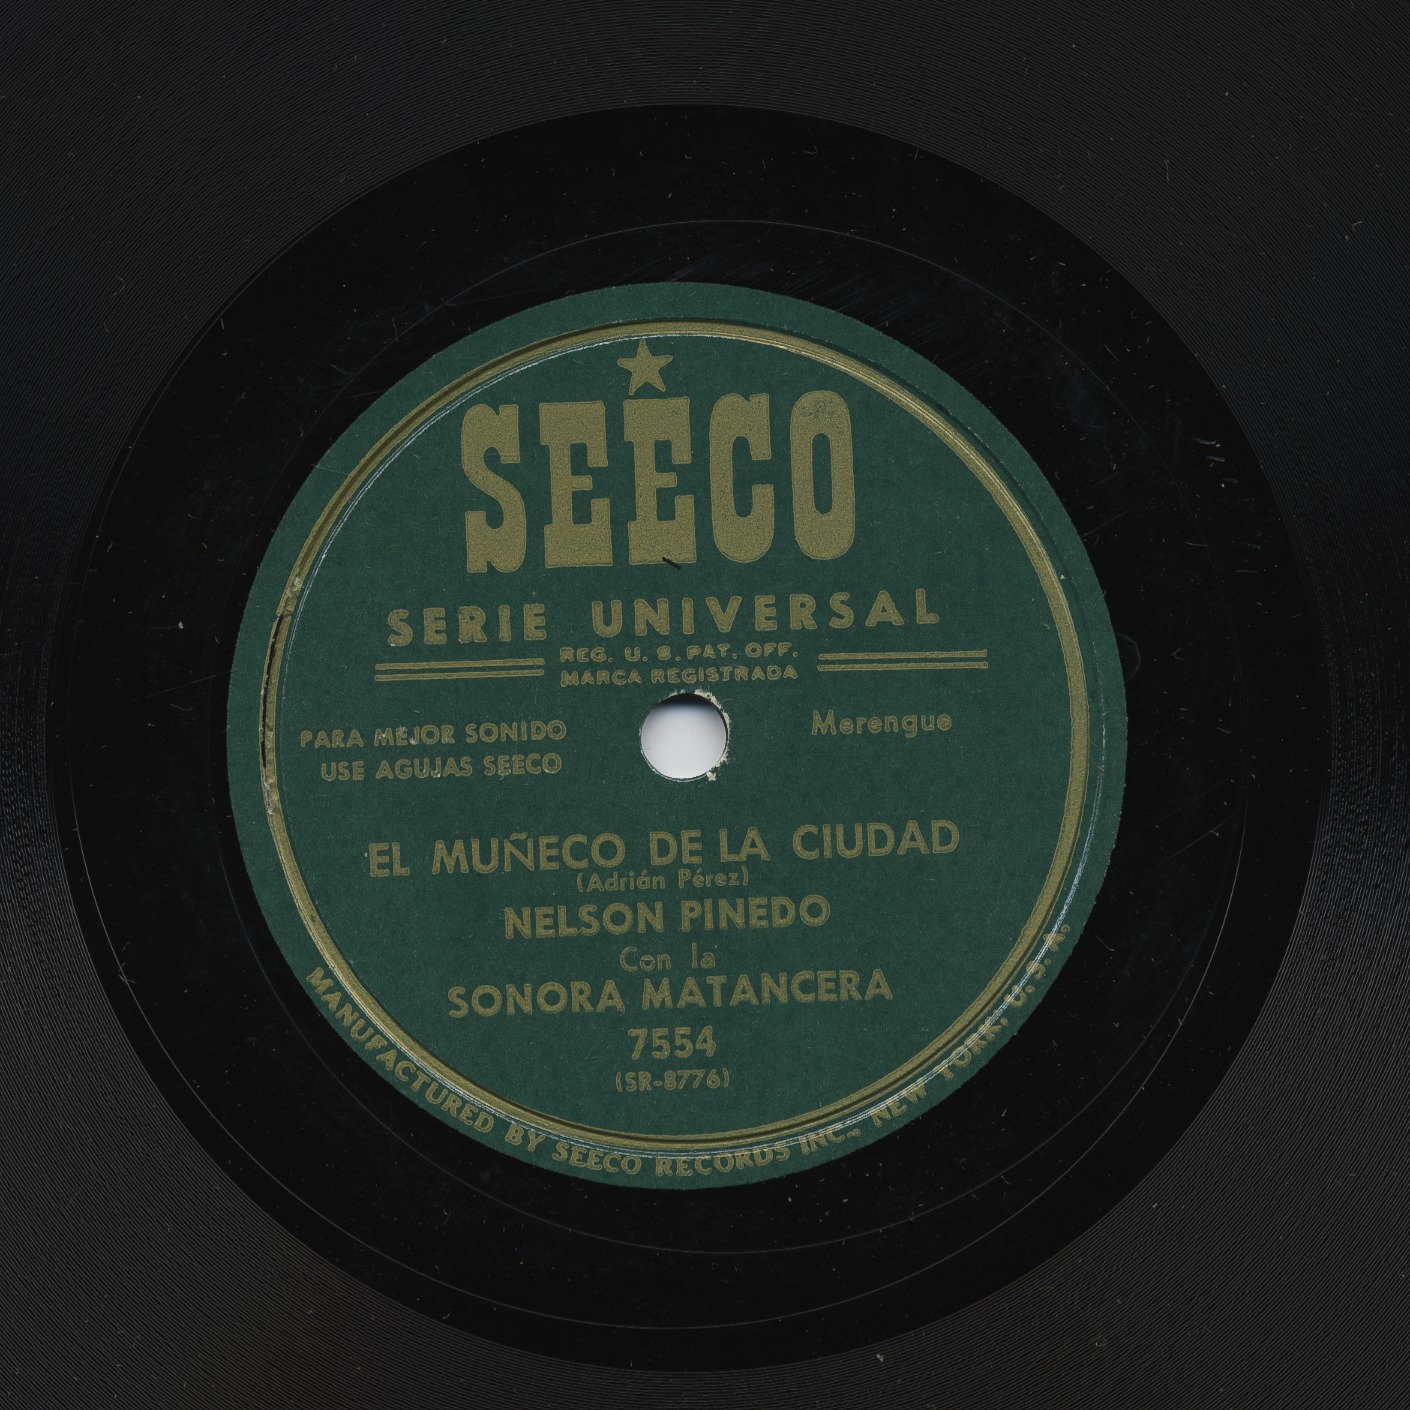 SEECO
SERIE UNIVERSAL
REG. U. S. PAT. OFF.
MARCA REGISTRADA
PARA MEJOR SONIDO
USE AGUJAS SEECO
Merengue
EL MUÑECO DE LA CIUDAD
(Adrián Pérez)
NELSON PINEDO
Con la
SONORA MATANCERA
7554
(SR-8776)
MANUFACTURED BY SEECO RECORDS INC., NEW YORK, U.S.A.